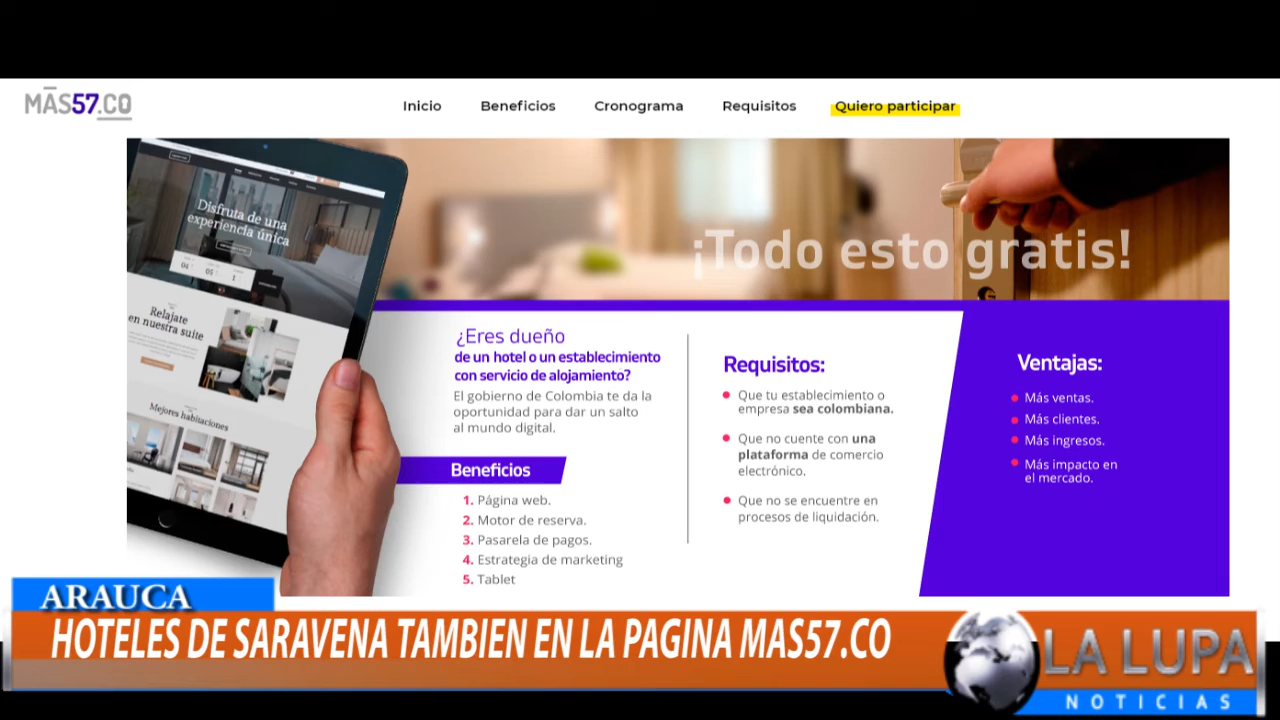 MĀS57.CO
Inicio Beneficios Cronograma Requisitos Quiero participar
Disfruta de una
experiencia única
Relajate
en nuestra suite
Mejores habitaciones
¡Todo esto gratis!
¿Eres dueño
de un hotel o un establecimiento
con servicio de alojamiento?
El gobierno de Colombia te da la
oportunidad para dar un salto
al mundo digital.
Beneficios
1. Página web.
2. Motor de reserva.
3. Pasarela de pagos.
4. Estrategia de marketing
5. Tablet
Requisitos:
Que tu establecimiento o
empresa sea colombiana.
Que no cuente con una
plataforma de comercio
electrónico.
Que no se encuentre en
procesos de liquidación.
Ventajas:
Más ventas.
Más clientes.
Más ingresos.
Más impacto en
el mercado.
ARAUCA
HOTELES DE SARAVENA TAMBIEN EN LA PAGINA MAS57.CO
LA LUPA
NOTICIAS